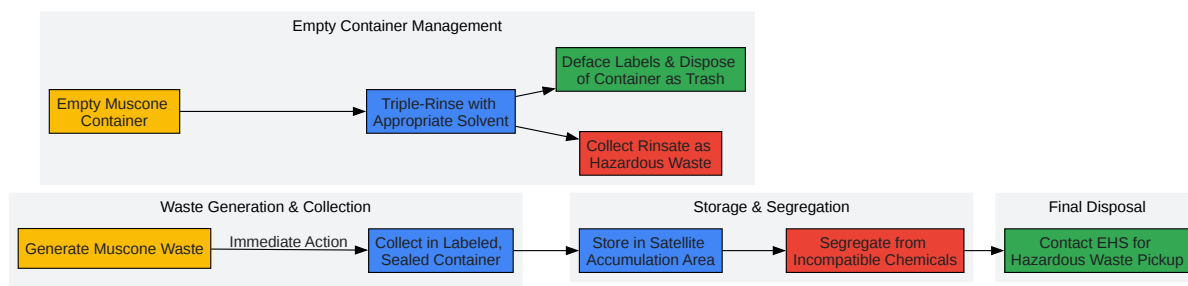 Empty Container Management
Empty Muscone
Container
Triple-Rinse with
Appropriate Solvent
Deface Labels & Dispose
of Container as Trash
Collect Rinsate as
Hazardous Waste
Waste Generation & Collection
Generate Muscone Waste
Immediate Action
Collect in Labeled,
Sealed Container
Storage & Segregation
Store in Satellite
Accumulation Area
Segregate from
Incompatible Chemicals
Final Disposal
Contact EHS for
Hazardous Waste Pickup